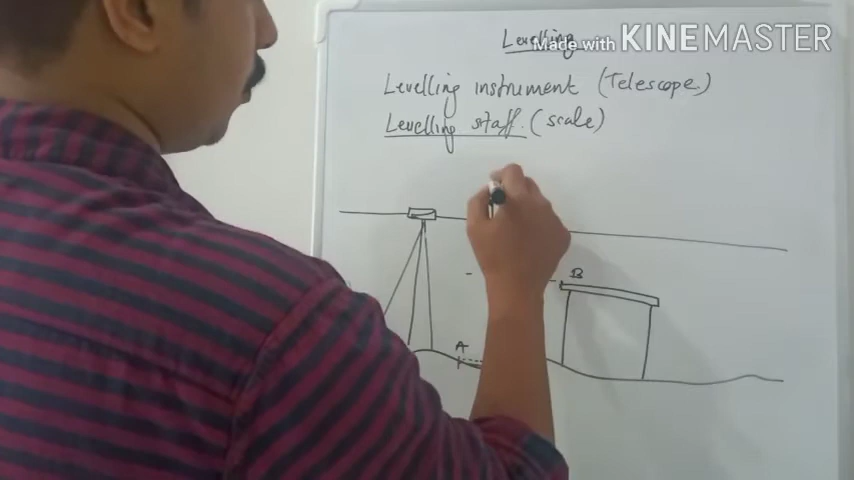 Levelling
Made with KINEMASTER
Levelling instrument (Telescope)
Levelling staff. (scale)
B
A